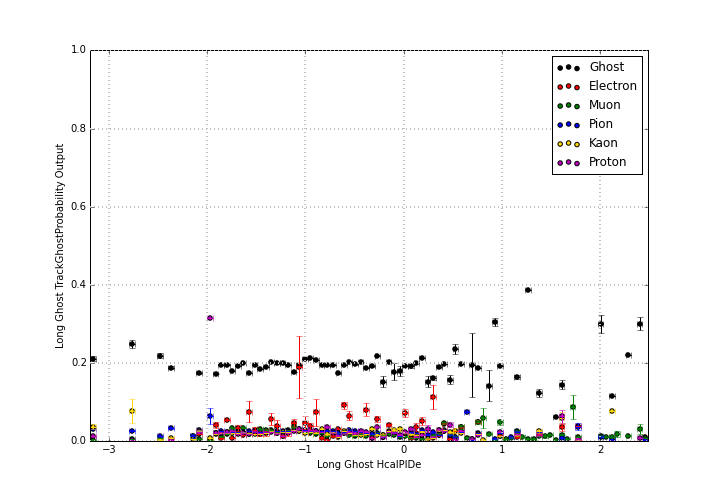 1.0
0.8
0.6
0.4
0.2
0.0
Long Ghost TrackGhostProbability Output
Ghost
Electron
Muon
Pion
Kaon
Proton
−3 −2 −1 0 1 2
Long Ghost HcalPIDe